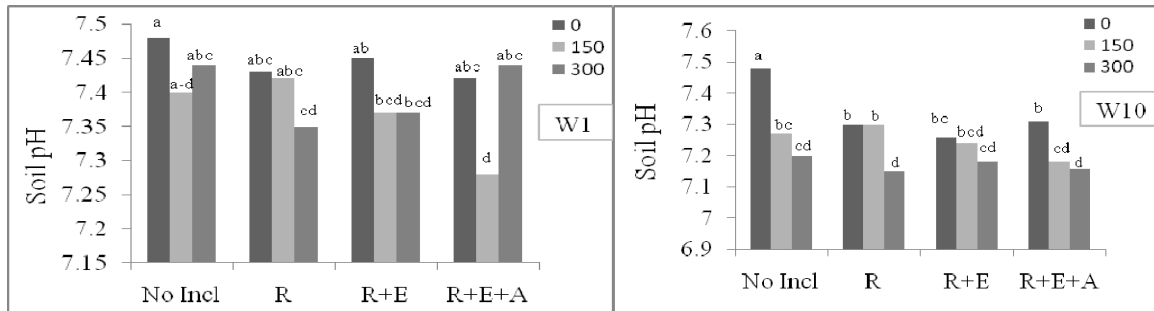 7.5
7.45
7.4
7.35
7.3
7.25
7.2
7.15
Soil pH
a
a-d
abc
abc
abc
cd
ab
bcd
bcd
abc
d
abc
0
150
300
W1
No Incl
R
R+E
R+E+A
7.6
7.5
7.4
7.3
7.2
7.1
7
6.9
Soil pH
a
bc
cd
b
b
d
bc
bcd
cd
b
cd
d
0
150
300
W10
No Incl
R
R+E
R+E+A